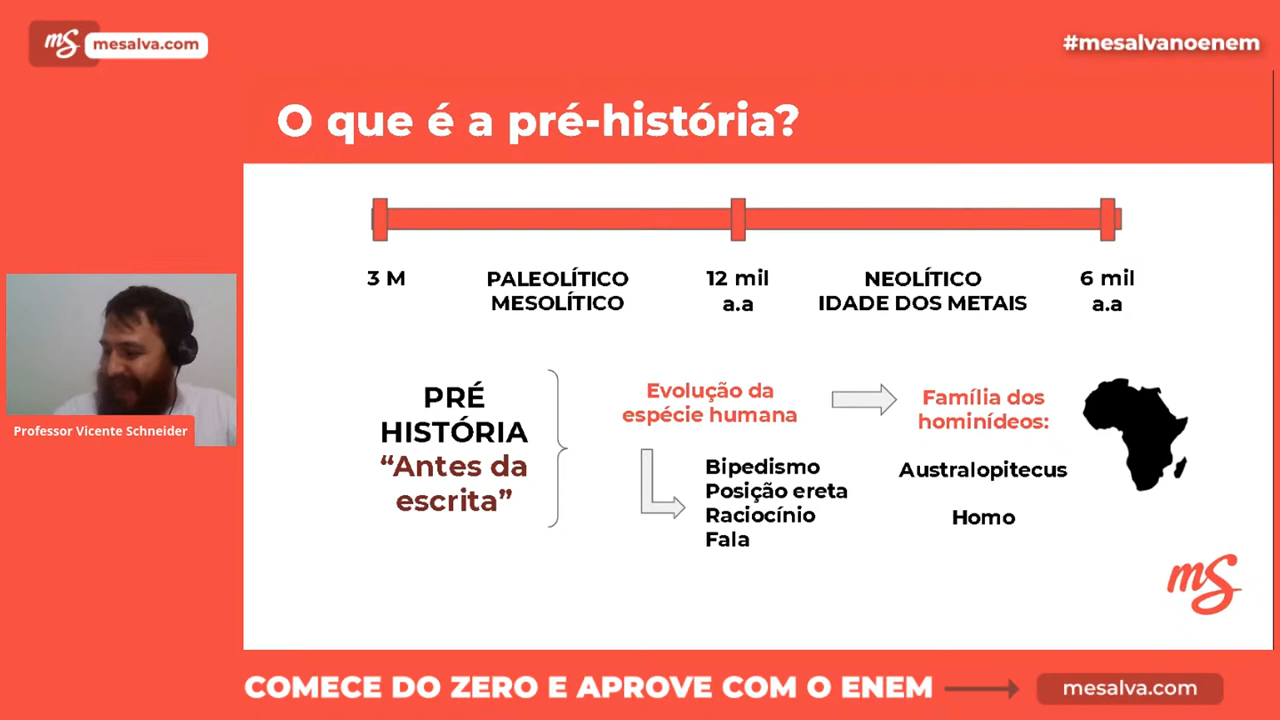 mS mesalva.com
#mesalvanoenem
O que é a pré-história?
3 M
PALEOLÍTICO
MESOLÍTICO
12 mil
a.a
NEOLÍTICO
IDADE DOS METAIS
6 mil
a.a
PRÉ
HISTÓRIA
“Antes da
escrita”
Evolução da
espécie humana
Bipedismo
Posição ereta
Raciocínio
Fala
Família dos
hominídeos:
Australopitecus
Homo
Professor Vicente Schneider
mS
COMECE DO ZERO E APROVE COM O ENEM
mesalva.com